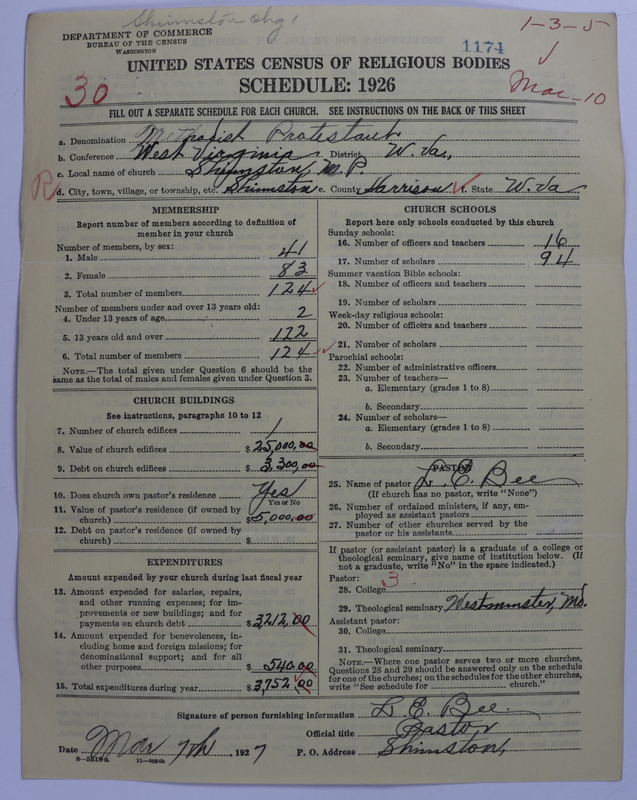 Shinnston chg
1-3-5
DEPARTMENT OF COMMERCE
BUREAU OF THE CENSUS
WASHINGTON
1174
UNITED STATES CENSUS OF RELIGIOUS BODIES
SCHEDULE: 1926
30
Mar-10
FILL OUT A SEPARATE SCHEDULE FOR EACH CHURCH. SEE INSTRUCTIONS ON THE BACK OF THIS SHEET
a. Denomination Methodist Protestant
b. Conference West Virginia District W. Va.,
c. Local name of church Shinnston, M. P.
R
d. City, town, village, or township, etc. Shinnston e. County Harrison f. State W. Va
MEMBERSHIP
Report number of members according to definition of
member in your church
Number of members, by sex:
1. Male 41
2. Female 83
3. Total number of members 124
Number of members under and over 13 years old:
4. Under 13 years of age 2
5. 13 years old and over 122
6. Total number of members 124
NOTE.—The total given under Question 6 should be the
same as the total of males and females given under Question 3.
CHURCH BUILDINGS
See instructions, paragraphs 10 to 12
7. Number of church edifices 1
8. Value of church edifices $25,000,00
9. Debt on church edifices $3,300,00
10. Does church own pastor's residence Yes
Yes or No
11. Value of pastor's residence (if owned by
church) $5,000,00
12. Debt on pastor's residence (if owned by
church) $
EXPENDITURES
Amount expended by your church during last fiscal year
13. Amount expended for salaries, repairs,
and other running expenses; for im-
provements or new buildings; and for
payments on church debt $3212,00
14. Amount expended for benevolences, in-
cluding home and foreign missions; for
denominational support; and for all
other purposes $540.00
15. Total expenditures during year $3,752,00
CHURCH SCHOOLS
Report here only schools conducted by this church
Sunday schools:
16. Number of officers and teachers 16
17. Number of scholars 94
Summer vacation Bible schools:
18. Number of officers and teachers
19. Number of scholars
Week-day religious schools:
20. Number of officers and teachers
21. Number of scholars
Parochial schools:
22. Number of administrative officers
23. Number of teachers—
a. Elementary (grades 1 to 8)
b. Secondary
24. Number of scholars—
a. Elementary (grades 1 to 8)
b. Secondary
PASTOR
25. Name of pastor L. E. Bee
(If church has no pastor, write "None")
26. Number of ordained ministers, if any, em-
ployed as assistant pastors
27. Number of other churches served by the
pastor or his assistants
If pastor (or assistant pastor) is a graduate of a college or
theological seminary, give name of institution below. (If
not a graduate, write "No" in the space indicated.)
Pastor: 3
28. College
29. Theological seminary Westminster, Md.
Assistant pastor:
30. College
31. Theological seminary
NOTE.—Where one pastor serves two or more churches,
Questions 28 and 29 should be answered only on the schedule
for one of the churches; on the schedules for the other churches,
write "See schedule for church."
Signature of person furnishing information L. E. Bee
Official title Pastor
Date Mar 7th, 1927 P. O. Address Shinnston,